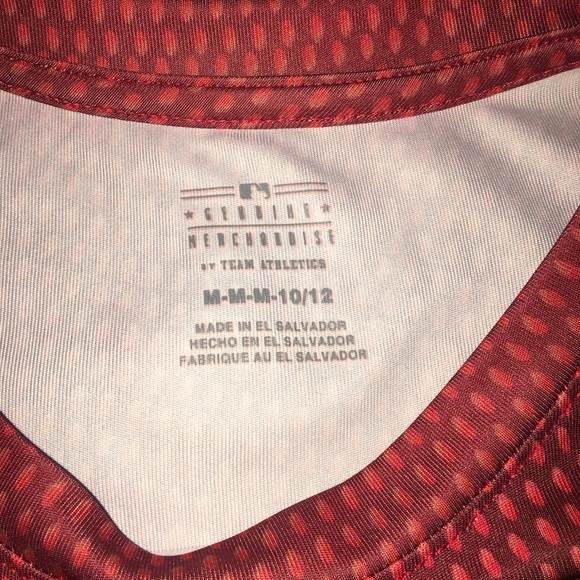 ★ GENUINE ★
MERCHANDISE
BY TEAM ATHLETICS
M-M-M-10/12
MADE IN EL SALVADOR
HECHO EN EL SALVADOR
FABRIQUE AU EL SALVADOR